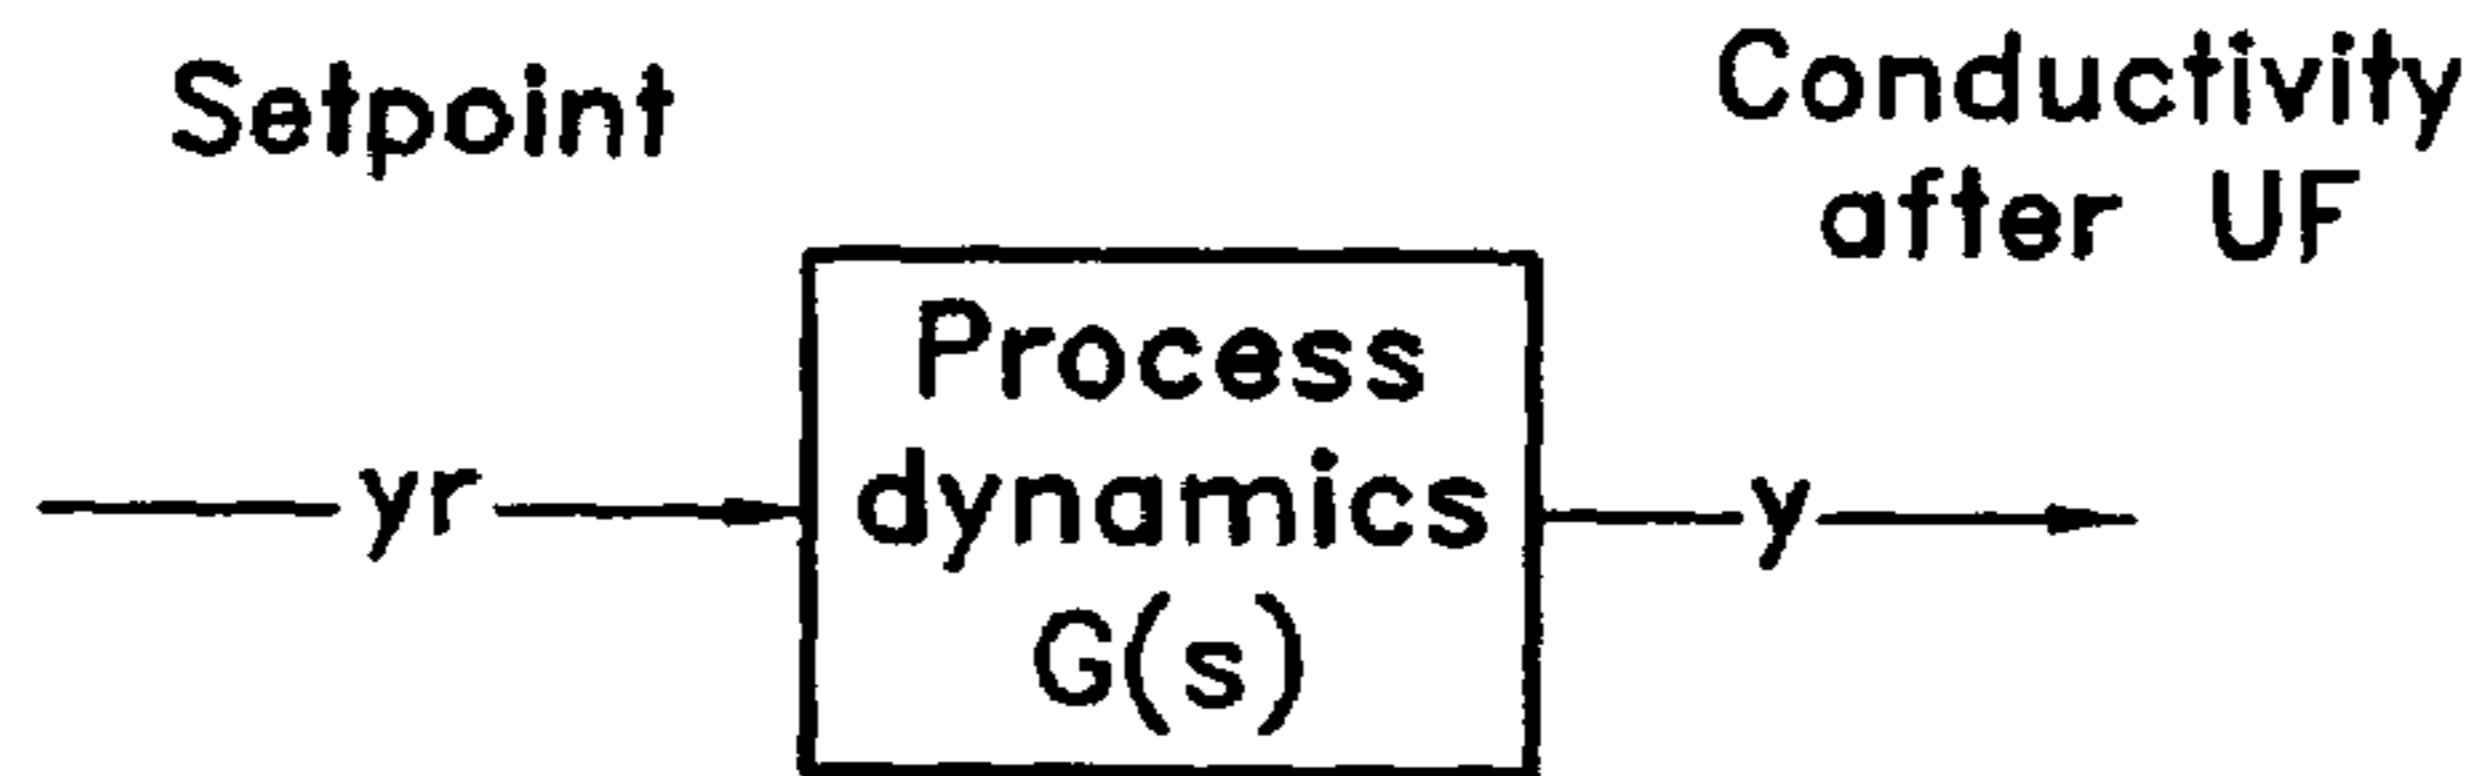 Setpoint
Conductivity
after UF
Process
dynamics
G(s)
yr
y